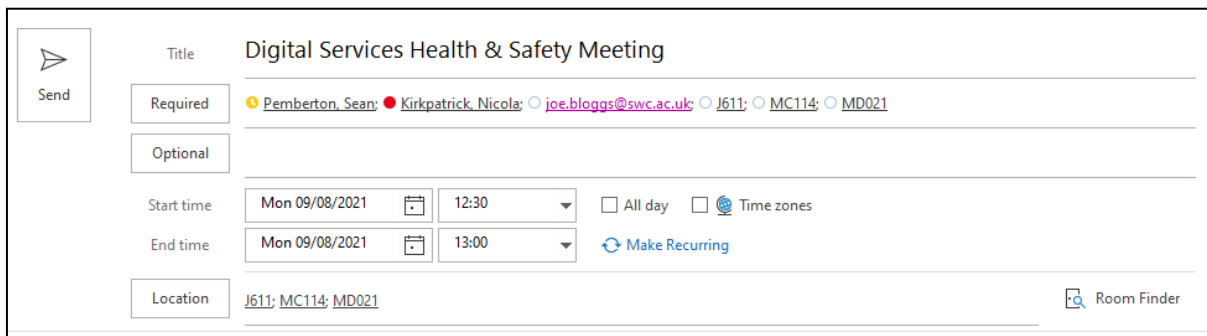 Title Digital Services Health & Safety Meeting
Send
Required Pemberton, Sean; Kirkpatrick, Nicola; joe.bloggs@swc.ac.uk; J611; MC114; MD021
Optional
Start time Mon 09/08/2021 12:30 All day Time zones
End time Mon 09/08/2021 13:00 Make Recurring
Location J611; MC114; MD021 Room Finder